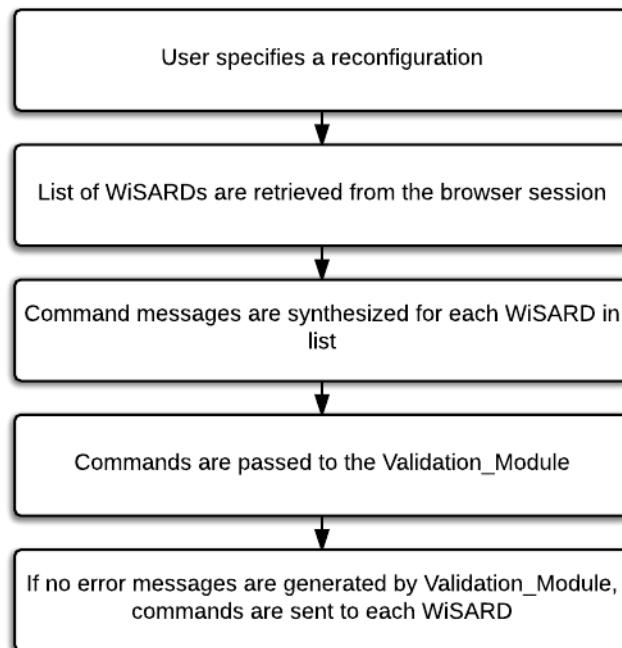 User specifies a reconfiguration
List of WiSARDs are retrieved from the browser session
Command messages are synthesized for each WiSARD in
list
Commands are passed to the Validation_Module
If no error messages are generated by Validation_Module,
commands are sent to each WiSARD